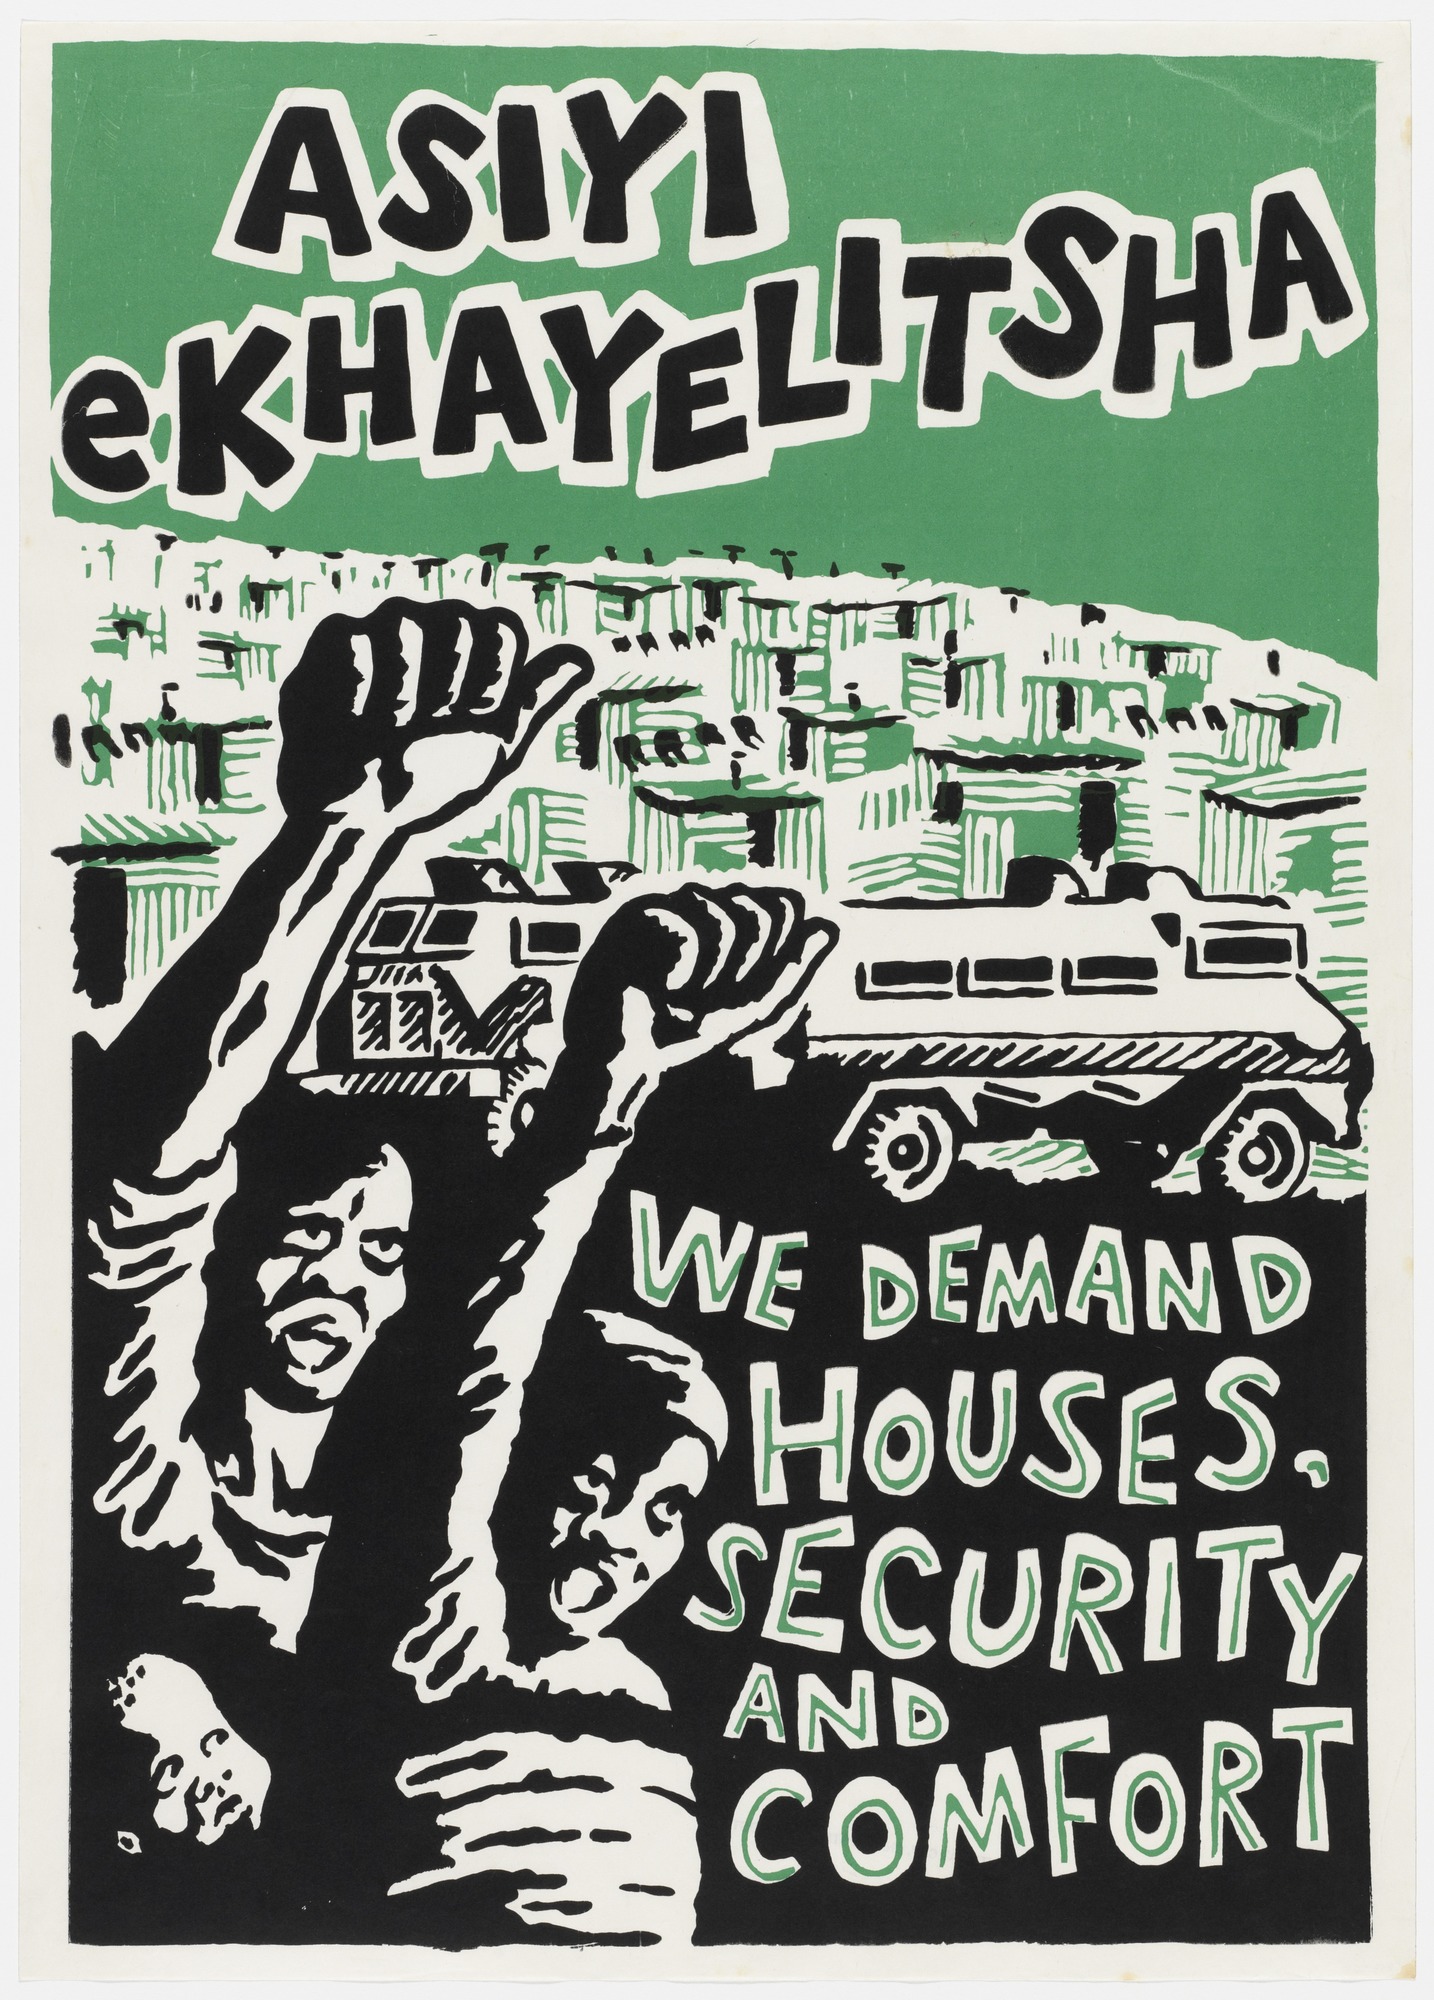 ASIYI
eKHAYELITSHA
WE DEMAND
HOUSES.
SECURITY
AND
COMFORT